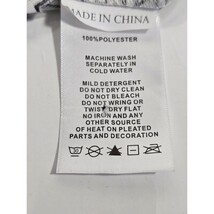 MADE IN CHINA
100%POLYESTER
MACHINE WASH
SEPARATELY IN
COLD WATER
MILD DETERGENT
DO NOT DRY CLEAN
DO NOT BLEACH
DO NOT WRING OR
TWIST DRY FLAT
NO IRON AND ANY
OTHER SOURCE
OF HEAT ON PLEATED
PARTS OR EMBROIDERY